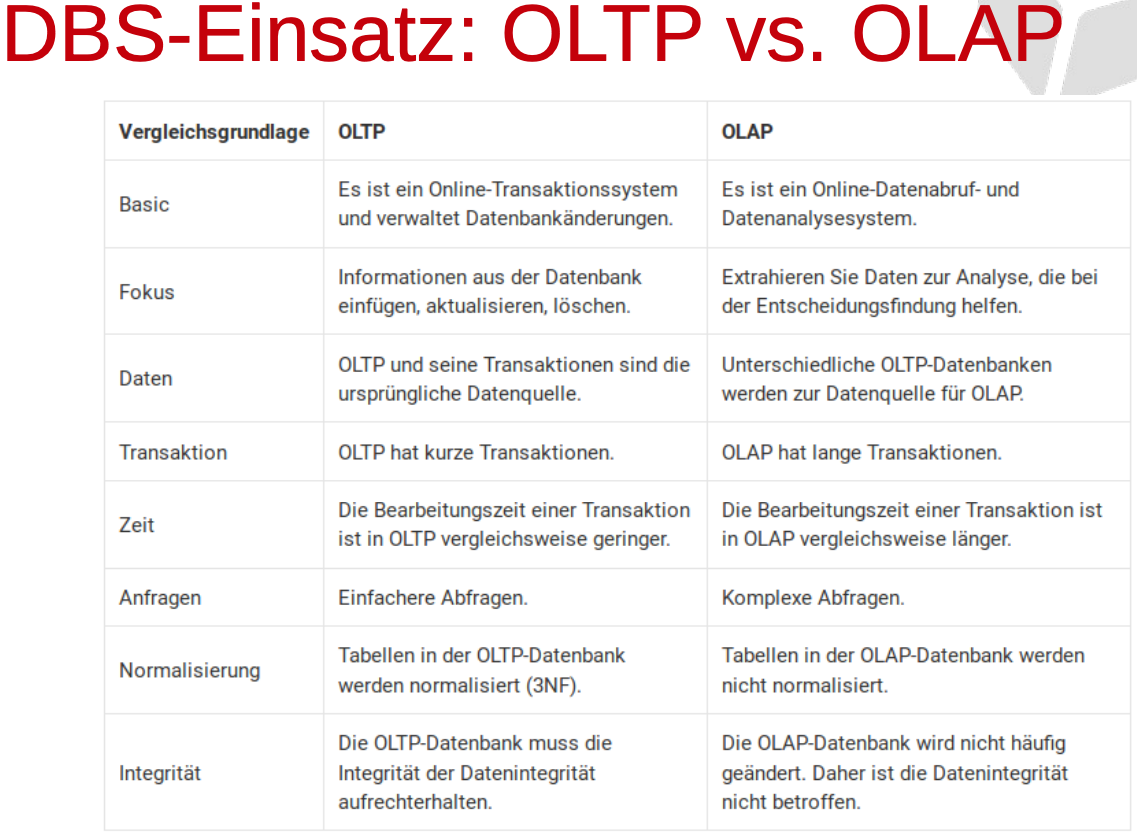 DBS-Einsatz: OLTP vs. OLAP
Vergleichsgrundlage OLTP OLAP
Basic
Es ist ein Online-Transaktionssystem
und verwaltet Datenbankänderungen.
Es ist ein Online-Datenabruf- und
Datenanalysesystem.
Fokus
Informationen aus der Datenbank
einfügen, aktualisieren, löschen.
Extrahieren Sie Daten zur Analyse, die bei
der Entscheidungsfindung helfen.
Daten
OLTP und seine Transaktionen sind die
ursprüngliche Datenquelle.
Unterschiedliche OLTP-Datenbanken
werden zur Datenquelle für OLAP.
Transaktion
OLTP hat kurze Transaktionen.
OLAP hat lange Transaktionen.
Zeit
Die Bearbeitungszeit einer Transaktion
ist in OLTP vergleichsweise geringer.
Die Bearbeitungszeit einer Transaktion ist
in OLAP vergleichsweise länger.
Anfragen
Einfachere Abfragen.
Komplexe Abfragen.
Normalisierung
Tabellen in der OLTP-Datenbank
werden normalisiert (3NF).
Tabellen in der OLAP-Datenbank werden
nicht normalisiert.
Integrität
Die OLTP-Datenbank muss die
Integrität der Datenintegrität
aufrechterhalten.
Die OLAP-Datenbank wird nicht häufig
geändert. Daher ist die Datenintegrität
nicht betroffen.